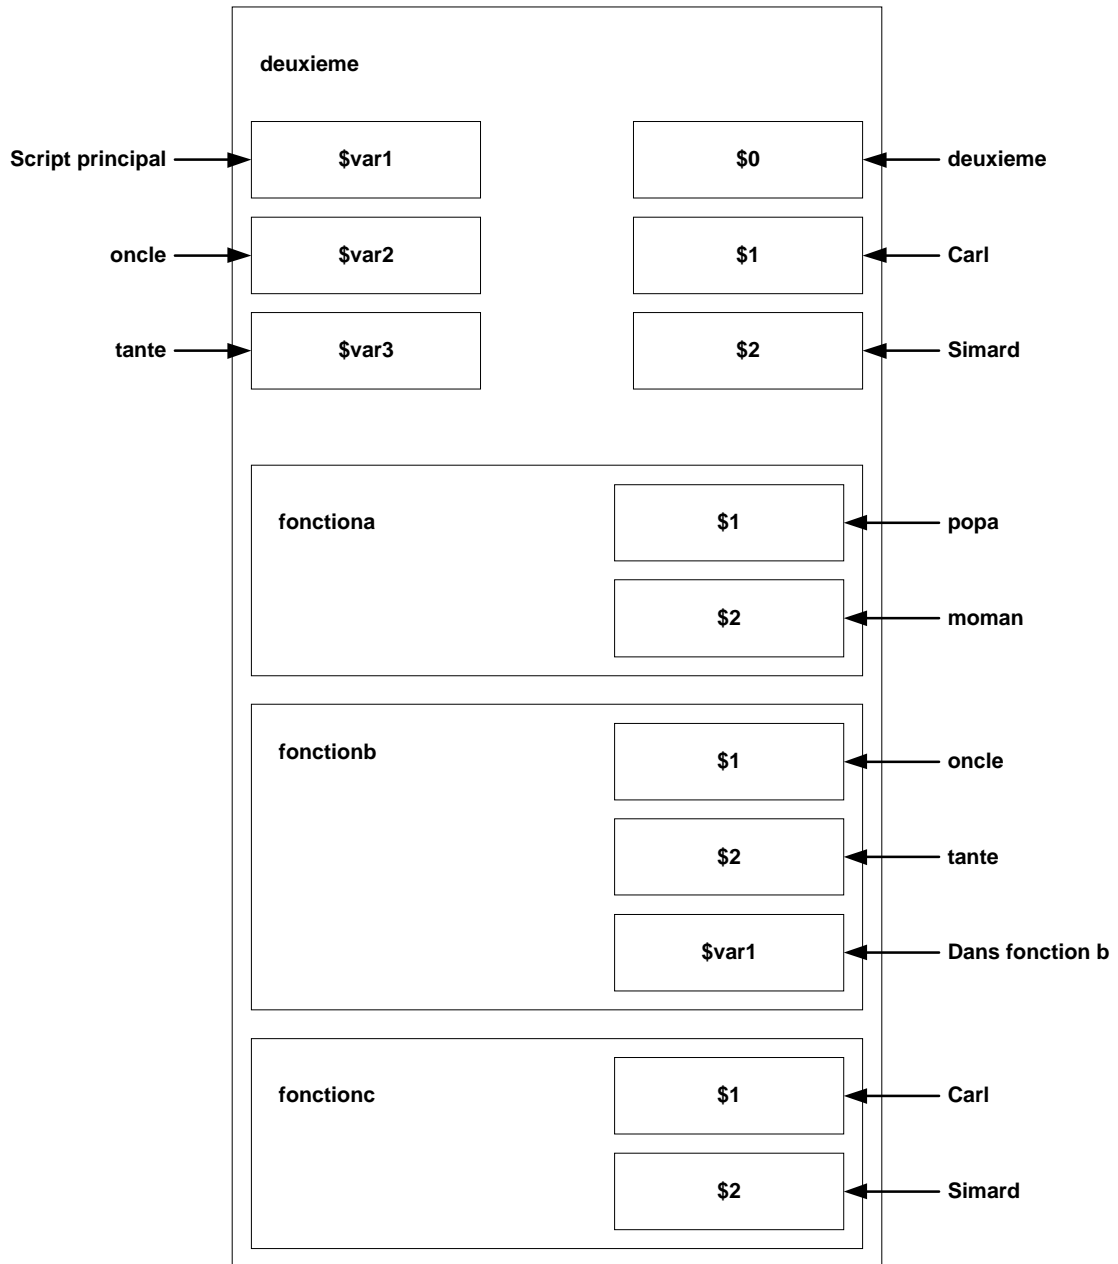 deuxieme
Script principal $var1 $0 deuxieme
oncle $var2 $1 Carl
tante $var3 $2 Simard
fonctiona $1 popa
$2 moman
fonctionb $1 oncle
$2 tante
$var1 Dans fonction b
fonctionc $1 Carl
$2 Simard